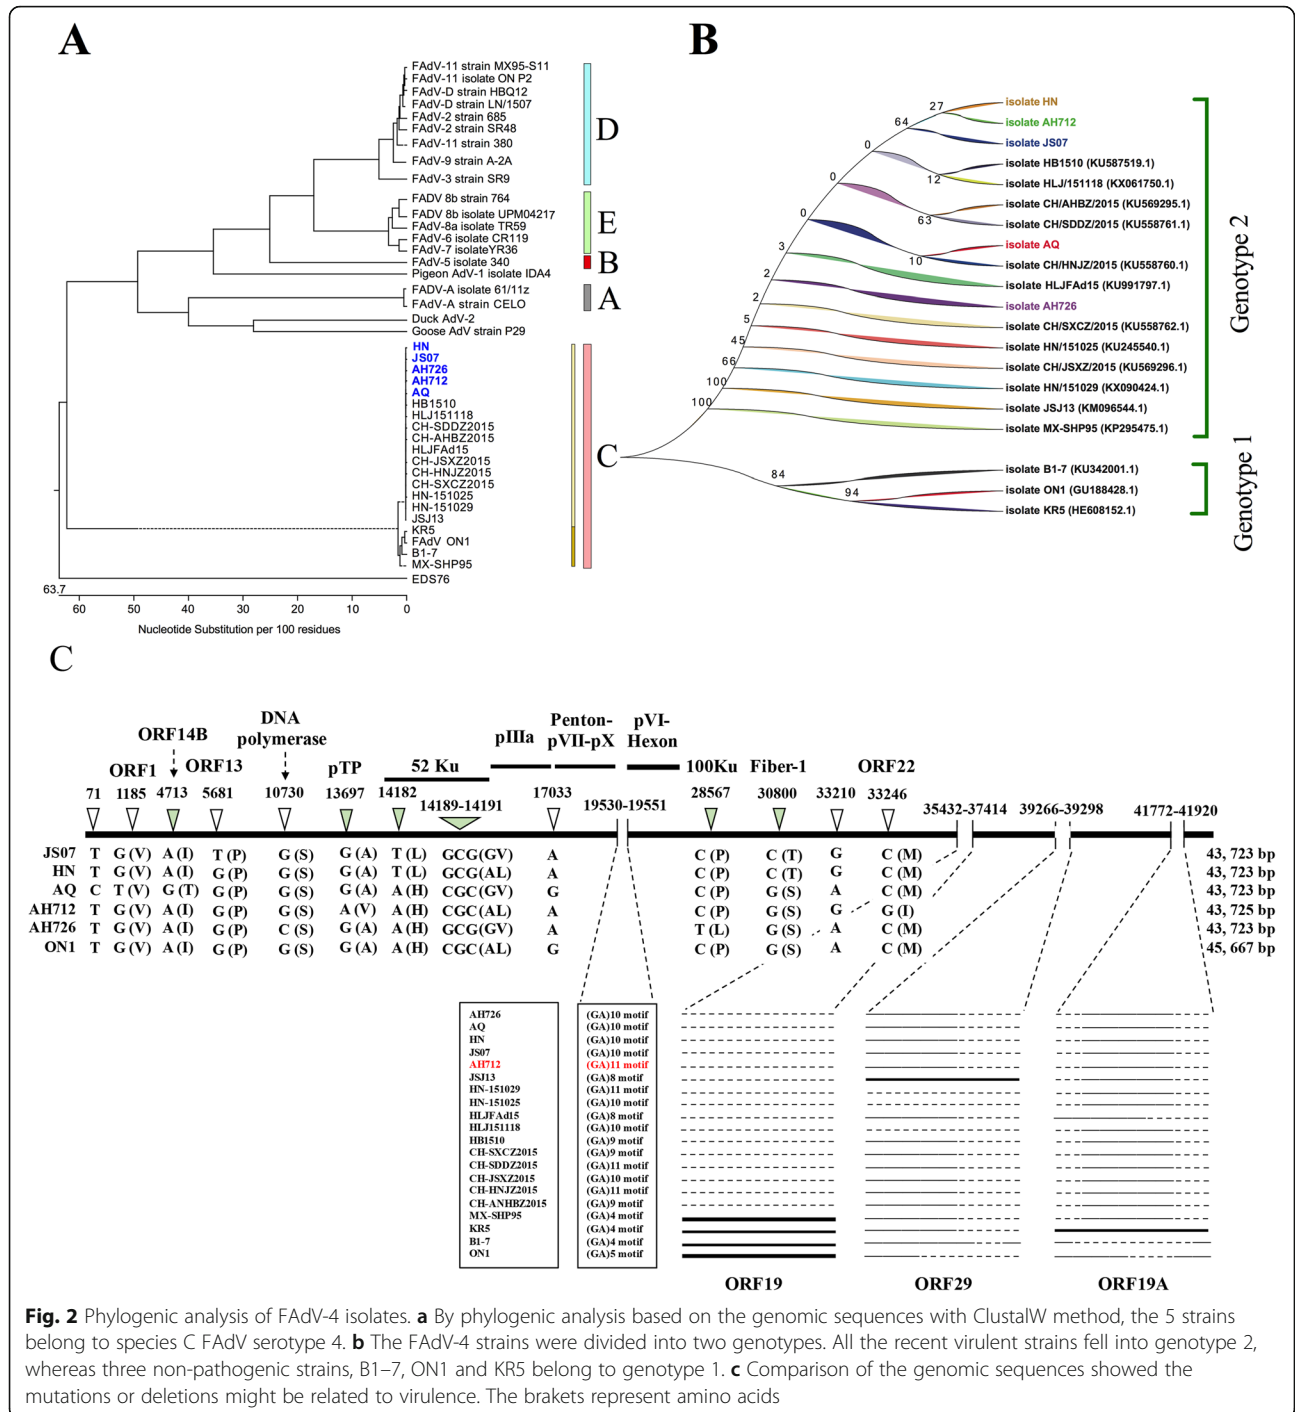 A
FAdV-11 strain MX95-S11
FAdV-11 isolate ON P2
FAdV-D strain HBQ12
FAdV-D strain LN/1507
FAdV-2 strain 685
FAdV-2 strain SR48
FAdV-11 strain 380
FAdV-9 strain A-2A
FAdV-3 strain SR9
FADV 8b strain 764
FADV 8b isolate UPM04217
FAdV-8a isolate TR59
FAdV-6 isolate CR119
FAdV-7 isolateYR36
FAdV-5 isolate 340
Pigeon AdV-1 isolate IDA4
FADV-A isolate 61/11z
FAdV-A strain CELO
Duck AdV-2
Goose AdV strain P29
HN
JS07
AH726
AH712
AQ
HB1510
HLJ151118
CH-SDDZ2015
CH-AHBZ2015
HLJFAd15
CH-JSXZ2015
CH-HNJZ2015
CH-SXCZ2015
HN-151025
HN-151029
JSJ13
KR5
FAdV ON1
B1-7
MX-SHP95
EDS76
D
E
B
A
C
63.7
60 50 40 30 20 10 0
Nucleotide Substitution per 100 residues
B
27
64
0
12
0
63
0
10
3
2
2
5
45
66
100
100
84
94
isolate HN
isolate AH712
isolate JS07
isolate HB1510 (KU587519.1)
isolate HLJ/151118 (KX061750.1)
isolate CH/AHBZ/2015 (KU569295.1)
isolate CH/SDDZ/2015 (KU558761.1)
isolate AQ
isolate CH/HNJZ/2015 (KU558760.1)
isolate HLJFAd15 (KU991797.1)
isolate AH726
isolate CH/SXCZ/2015 (KU558762.1)
isolate HN/151025 (KU245540.1)
isolate CH/JSXZ/2015 (KU569296.1)
isolate HN/151029 (KX090424.1)
isolate JSJ13 (KM096544.1)
isolate MX-SHP95 (KP295475.1)
isolate B1-7 (KU342001.1)
isolate ON1 (GU188428.1)
isolate KR5 (HE608152.1)
Genotype 2
Genotype 1
C
ORF1 ORF14B ORF13 DNA polymerase pTP 52 Ku pIIIa Penton-pVII-pX pVI-Hexon 100Ku Fiber-1 ORF22
71 1185 4713 5681 10730 13697 14182 14189-14191 17033 19530-19551 28567 30800 33210 33246 35432-37414 39266-39298 41772-41920
JS07 T G (V) A (I) T (P) G (S) G (A) T (L) GCG(GV) A C (P) C (T) G C (M) 43, 723 bp
HN T G (V) A (I) G (P) G (S) G (A) T (L) GCG(AL) A C (P) C (T) G C (M) 43, 723 bp
AQ C T (V) G (T) G (P) G (S) G (A) A (H) CGC(GV) G C (P) G (S) A C (M) 43, 723 bp
AH712 T G (V) A (I) G (P) G (S) A (V) A (H) CGC(AL) A C (P) G (S) G G (I) 43, 725 bp
AH726 T G (V) A (I) G (P) C (S) G (A) A (H) CGC(GV) A T (L) G (S) A C (M) 43, 723 bp
ON1 T G (V) A (I) G (P) G (S) G (A) A (H) CGC(AL) G C (P) G (S) A C (M) 45, 667 bp
AH726 (GA)10 motif
AQ (GA)10 motif
HN (GA)10 motif
JS07 (GA)10 motif
AH712 (GA)11 motif
JSJ13 (GA)8 motif
HN-151029 (GA)11 motif
HN-151025 (GA)10 motif
HLJFAd15 (GA)8 motif
HLJ151118 (GA)10 motif
HB1510 (GA)9 motif
CH-SXCZ2015 (GA)9 motif
CH-SDDZ2015 (GA)11 motif
CH-JSXZ2015 (GA)10 motif
CH-HNJZ2015 (GA)11 motif
CH-ANHBZ2015 (GA)9 motif
MX-SHP95 (GA)4 motif
KR5 (GA)4 motif
B1-7 (GA)4 motif
ON1 (GA)5 motif
ORF19 ORF29 ORF19A
Fig. 2 Phylogenic analysis of FAdV-4 isolates. a By phylogenic analysis based on the genomic sequences with ClustalW method, the 5 strains
belong to species C FAdV serotype 4. b The FAdV-4 strains were divided into two genotypes. All the recent virulent strains fell into genotype 2,
whereas three non-pathogenic strains, B1–7, ON1 and KR5 belong to genotype 1. c Comparison of the genomic sequences showed the
mutations or deletions might be related to virulence. The brakets represent amino acids